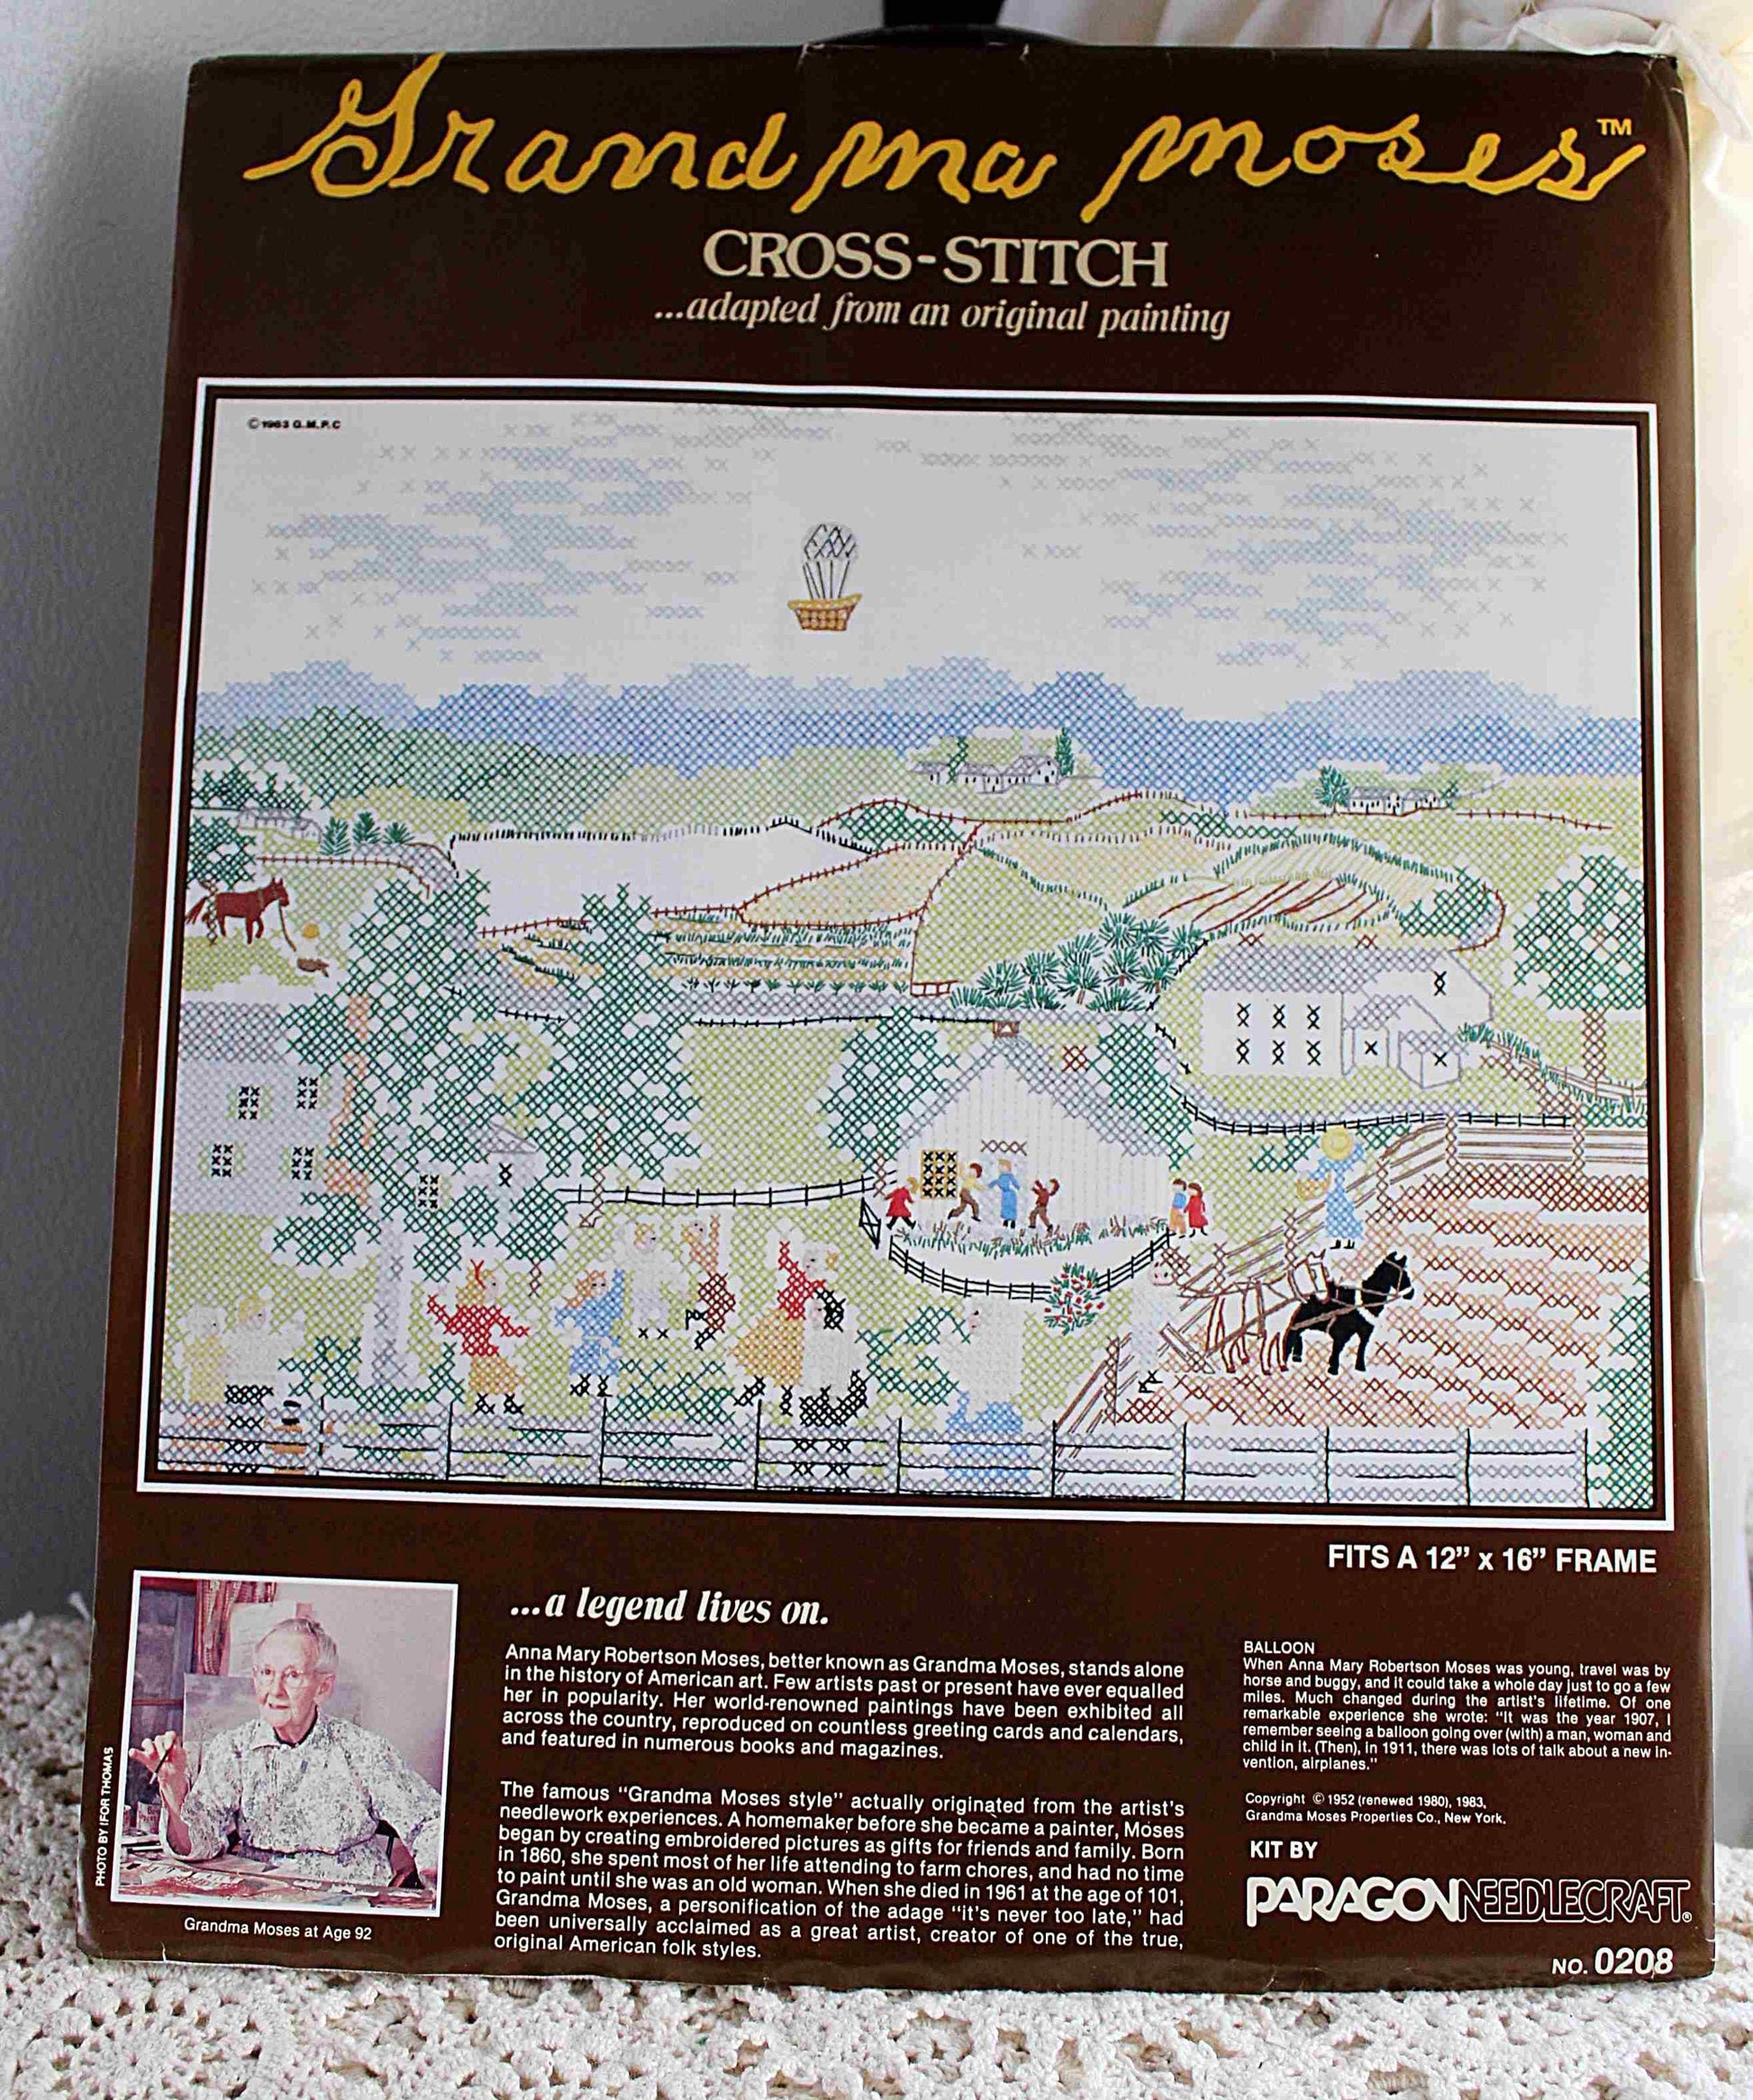 Grandma Moses™
CROSS-STITCH
...adapted from an original painting
©1983 G.M.P.C
FITS A 12” x 16” FRAME
PHOTO BY IFOR THOMAS
Grandma Moses at Age 92
...a legend lives on.
Anna Mary Robertson Moses, better known as Grandma Moses, stands alone
in the history of American art. Few artists past or present have ever equalled
her in popularity. Her world-renowned paintings have been exhibited all
across the country, reproduced on countless greeting cards and calendars,
and featured in numerous books and magazines.
The famous “Grandma Moses style” actually originated from the artist’s
needlework experiences. A homemaker before she became a painter, Moses
began by creating embroidered pictures as gifts for friends and family. Born
in 1860, she spent most of her life attending to farm chores, and had no time
to paint until she was an old woman. When she died in 1961 at the age of 101,
Grandma Moses, a personification of the adage “it’s never too late,” had
been universally acclaimed as a great artist, creator of one of the true,
original American folk styles.
BALLOON
When Anna Mary Robertson Moses was young, travel was by
horse and buggy, and it could take a whole day just to go a few
miles. Much changed during the artist’s lifetime. Of one
remarkable experience she wrote: “It was the year 1907, I
remember seeing a balloon going over (with) a man, woman and
child in it. (Then), in 1911, there was lots of talk about a new in-
vention, airplanes.”
Copyright © 1952 (renewed 1980), 1983,
Grandma Moses Properties Co., New York.
KIT BY
PARAGON NEEDLECRAFT®
NO. 0208